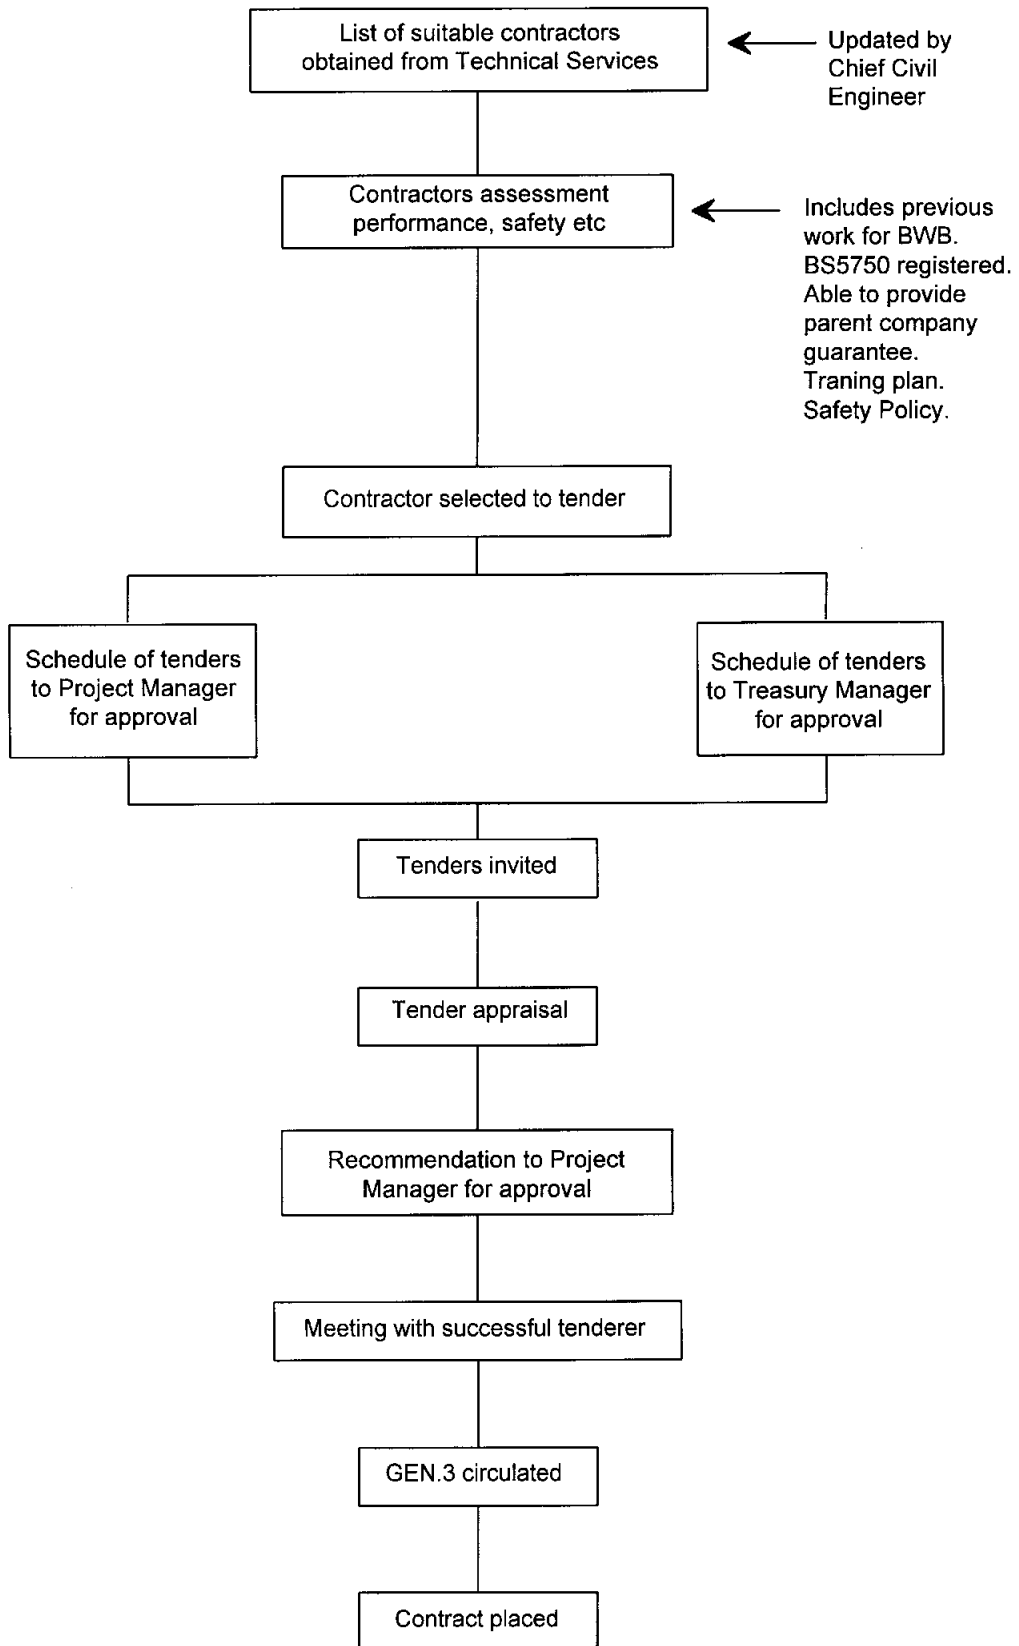 List of suitable contractors
obtained from Technical Services
Updated by
Chief Civil
Engineer
Contractors assessment
performance, safety etc
Includes previous
work for BWB.
BS5750 registered.
Able to provide
parent company
guarantee.
Traning plan.
Safety Policy.
Contractor selected to tender
Schedule of tenders
to Project Manager
for approval
Schedule of tenders
to Treasury Manager
for approval
Tenders invited
Tender appraisal
Recommendation to Project
Manager for approval
Meeting with successful tenderer
GEN.3 circulated
Contract placed